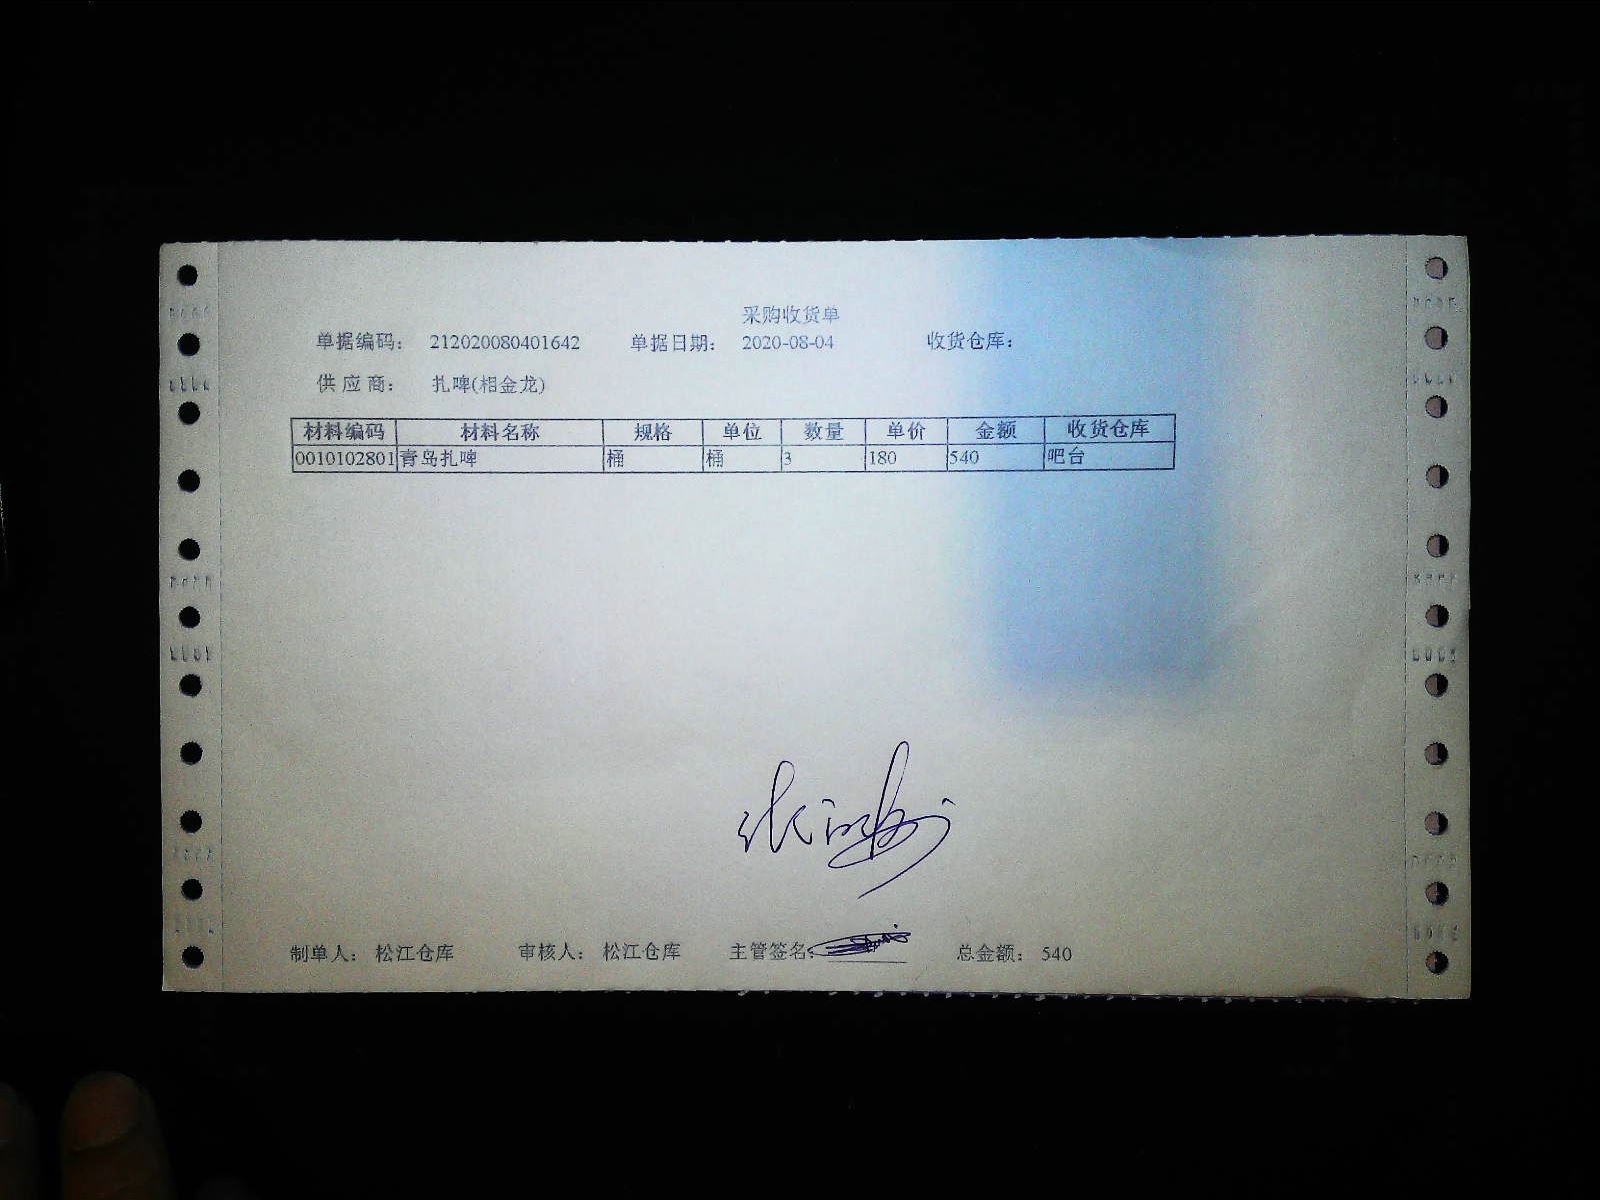 采购收货单
单据编码： 212020080401642 单据日期： 2020-08-04 收货仓库：
供 应 商： 扎啤(相金龙)
材料编码 材料名称 规格 单位 数量 单价 金额 收货仓库
0010102801 青岛扎啤 桶 桶 3 180 540 吧台
制单人： 松江仓库 审核人： 松江仓库 主管签名： 总金额： 540